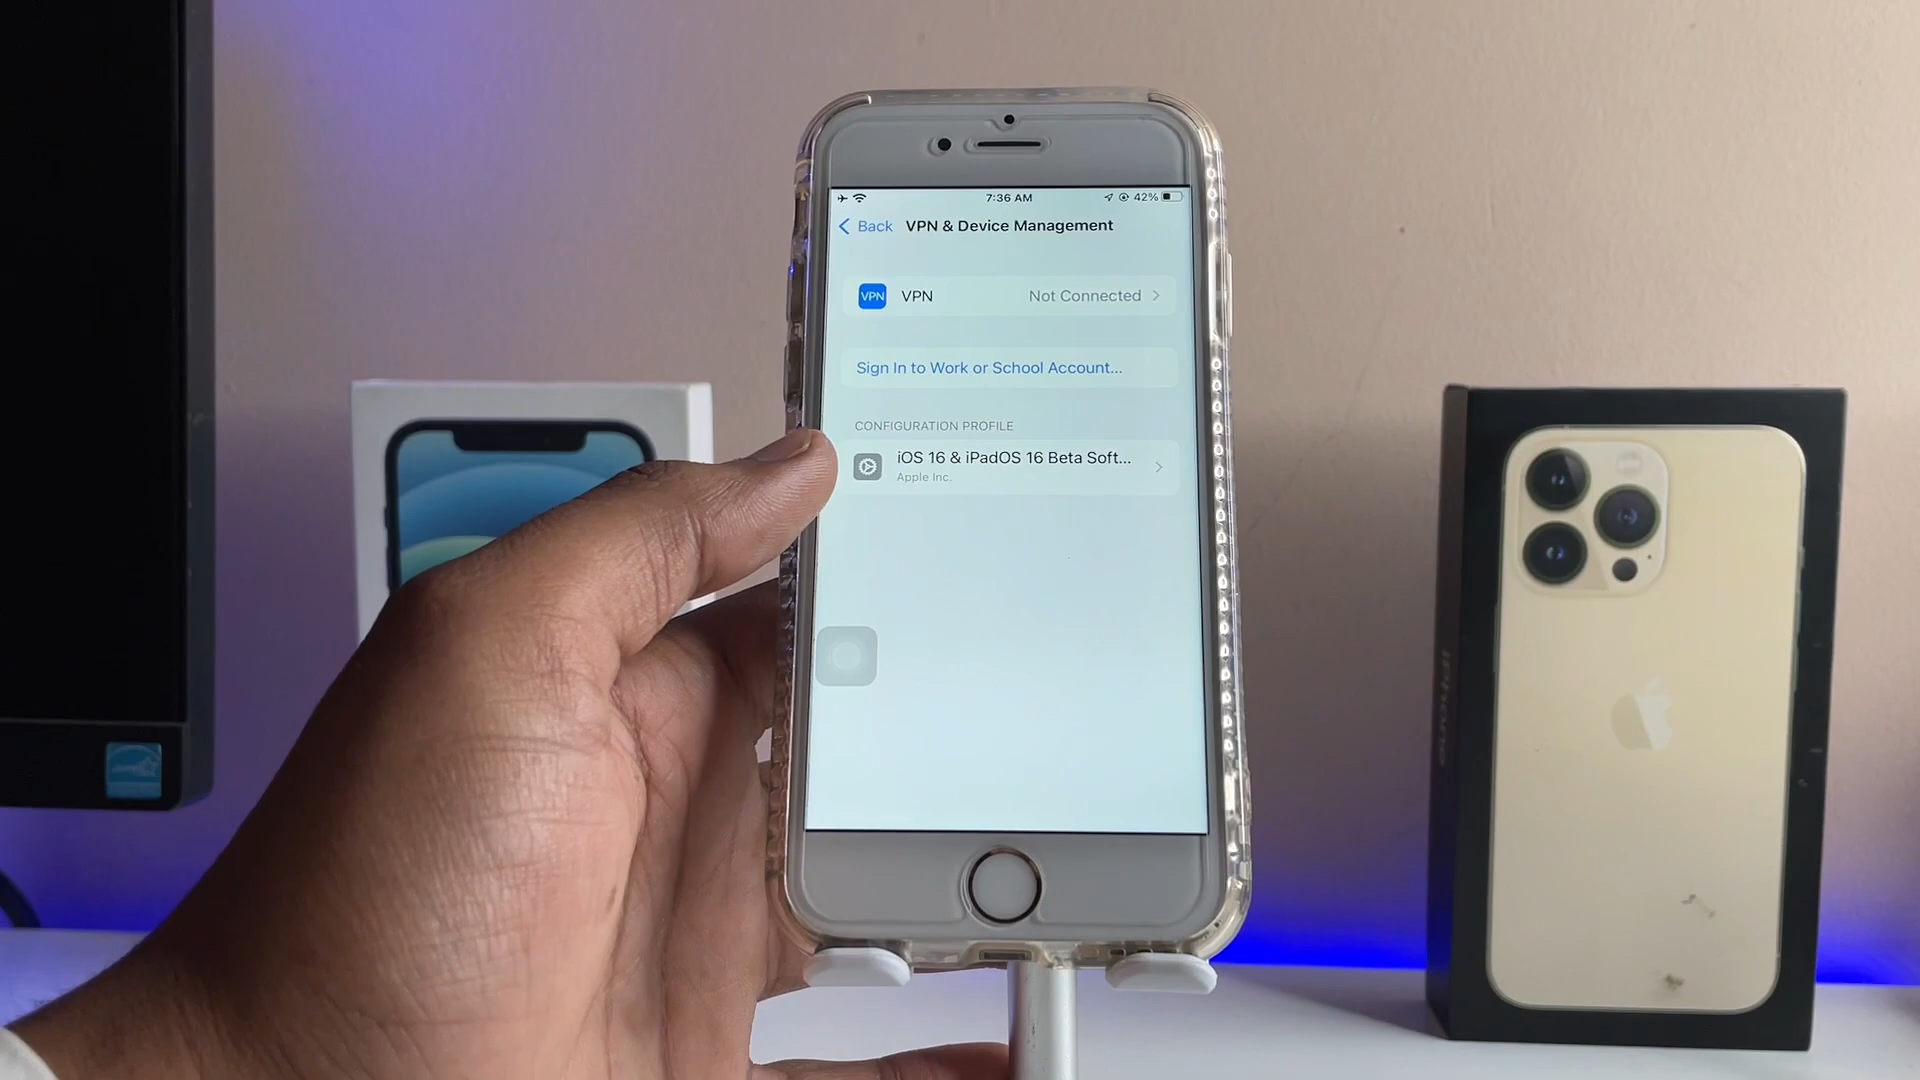 7:36 AM
42%
Back
VPN & Device Management
VPN
VPN
Not Connected
Sign In to Work or School Account...
CONFIGURATION PROFILE
iOS 16 & iPadOS 16 Beta Soft...
Apple Inc.
iPhone